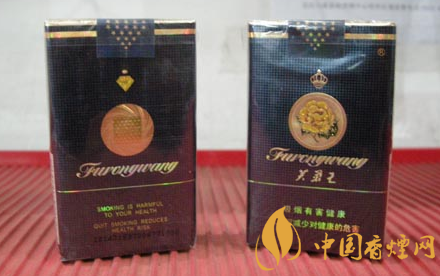 Furongwang
SMOKING IS HARMFUL
TO YOUR HEALTH
QUIT SMOKING REDUCES
HEALTH RISK
®
Furongwang
芙蓉王
吸烟有害健康
减少对健康的危害
中国香烟网